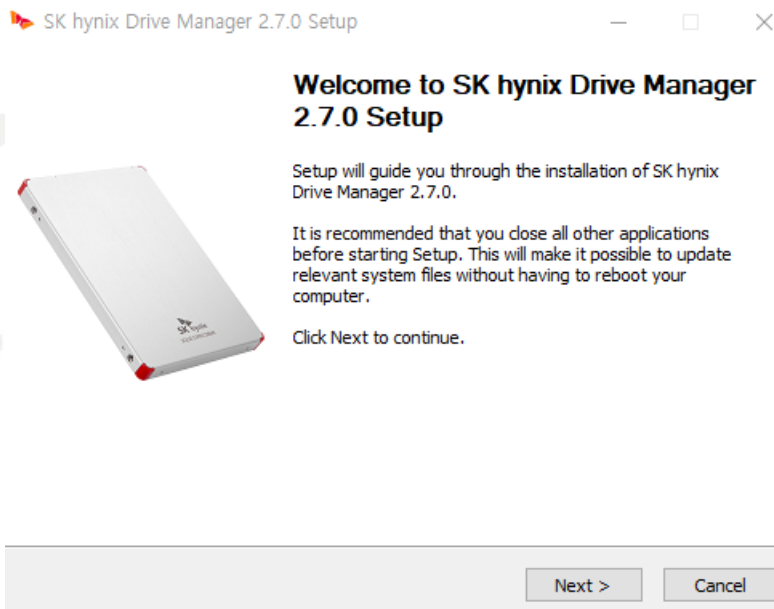 SK hynix Drive Manager 2.7.0 Setup
Welcome to SK hynix Drive Manager
2.7.0 Setup
Setup will guide you through the installation of SK hynix
Drive Manager 2.7.0.
It is recommended that you close all other applications
before starting Setup. This will make it possible to update
relevant system files without having to reboot your
computer.
Click Next to continue.
SK hynix
Next >
Cancel